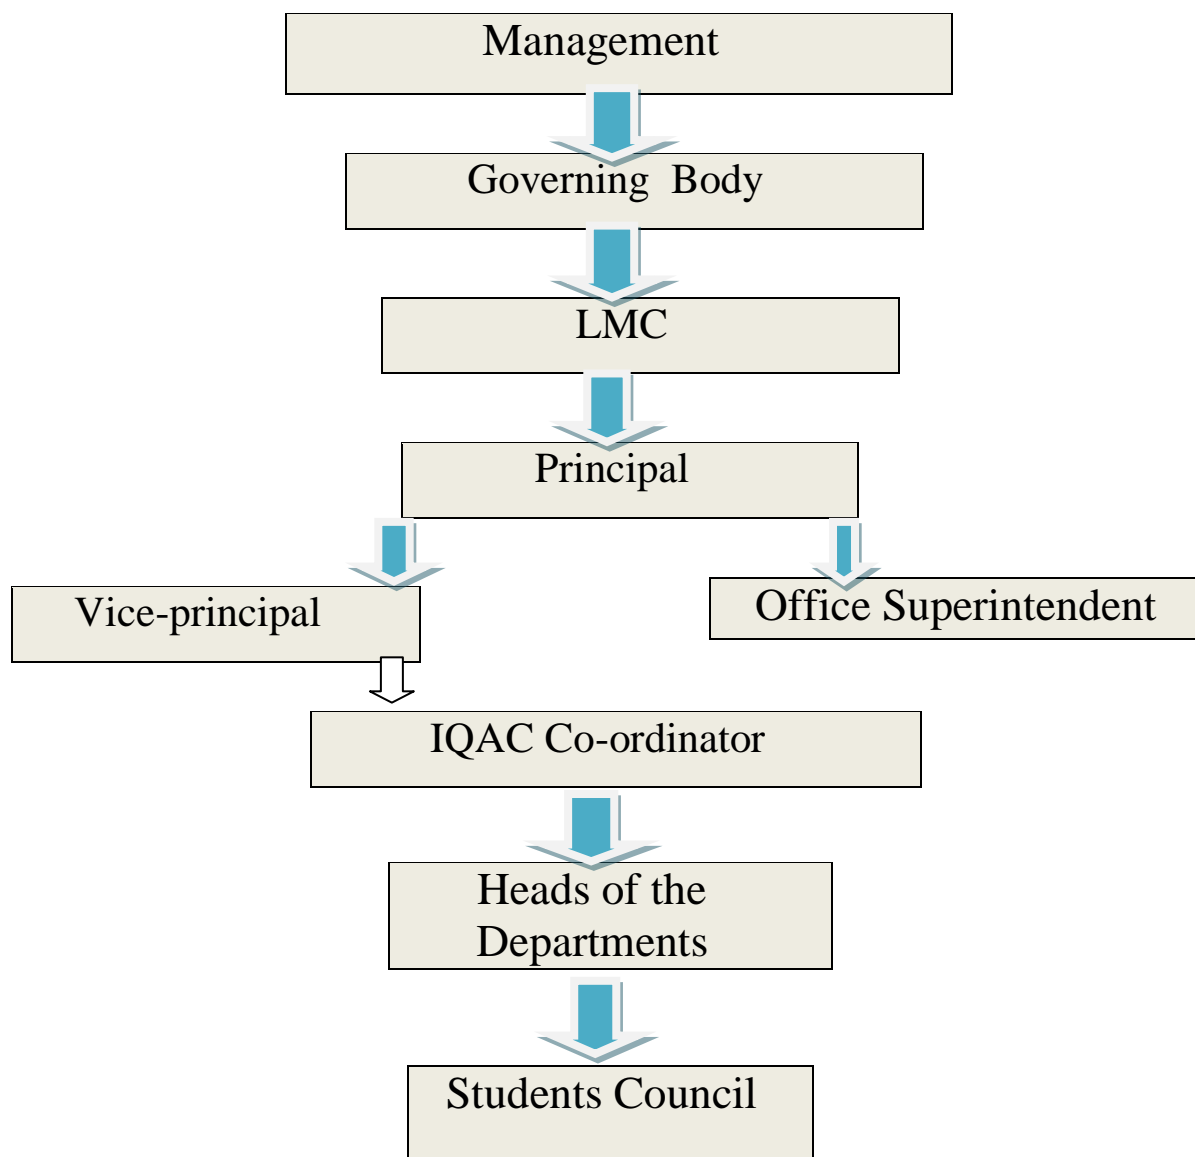 Management
Governing Body
LMC
Principal
Vice-principal
Office Superintendent
IQAC Co-ordinator
Heads of the
Departments
Students Council